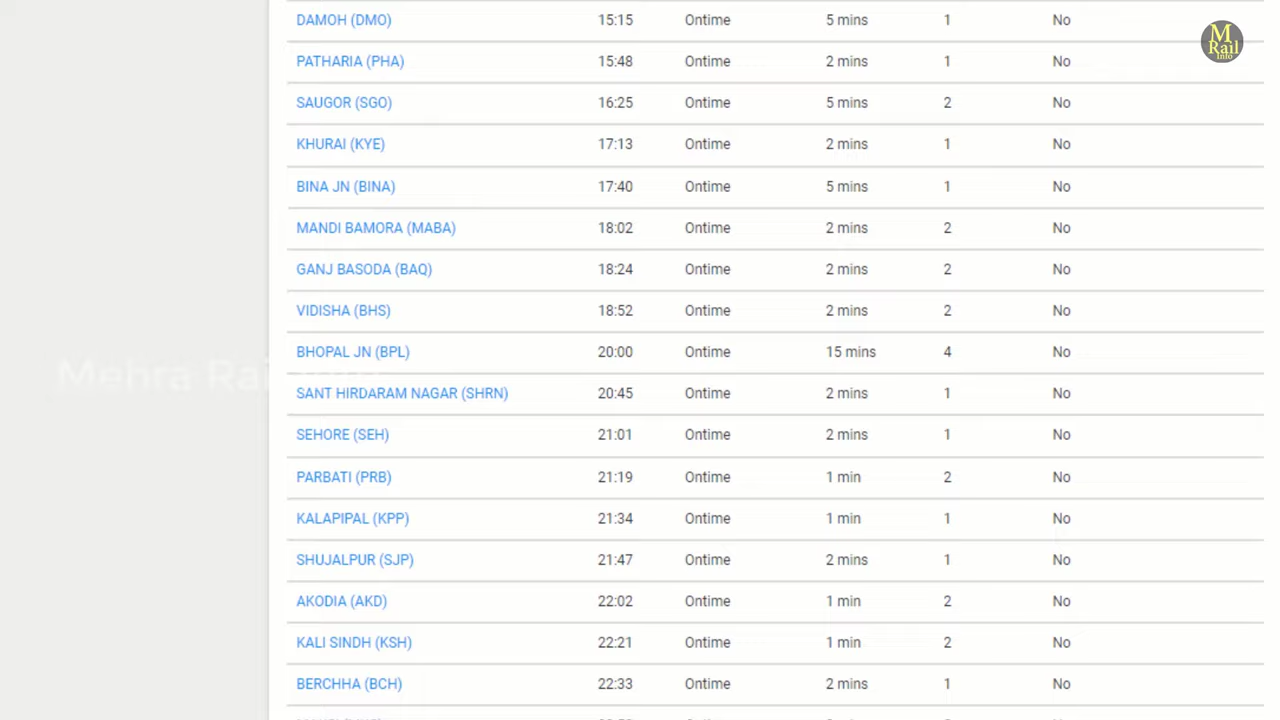 DAMOH (DMO) 15:15 Ontime 5 mins 1 No
M
Rail
Info
PATHARIA (PHA) 15:48 Ontime 2 mins 1 No
SAUGOR (SGO) 16:25 Ontime 5 mins 2 No
KHURAI (KYE) 17:13 Ontime 2 mins 1 No
BINA JN (BINA) 17:40 Ontime 5 mins 1 No
MANDI BAMORA (MABA) 18:02 Ontime 2 mins 2 No
GANJ BASODA (BAQ) 18:24 Ontime 2 mins 2 No
VIDISHA (BHS) 18:52 Ontime 2 mins 2 No
BHOPAL JN (BPL) 20:00 Ontime 15 mins 4 No
Mehra Rail
SANT HIRDARAM NAGAR (SHRN) 20:45 Ontime 2 mins 1 No
SEHORE (SEH) 21:01 Ontime 2 mins 1 No
PARBATI (PRB) 21:19 Ontime 1 min 2 No
KALAPIPAL (KPP) 21:34 Ontime 1 min 1 No
SHUJALPUR (SJP) 21:47 Ontime 2 mins 1 No
AKODIA (AKD) 22:02 Ontime 1 min 2 No
KALI SINDH (KSH) 22:21 Ontime 1 min 2 No
BERCHHA (BCH) 22:33 Ontime 2 mins 1 No